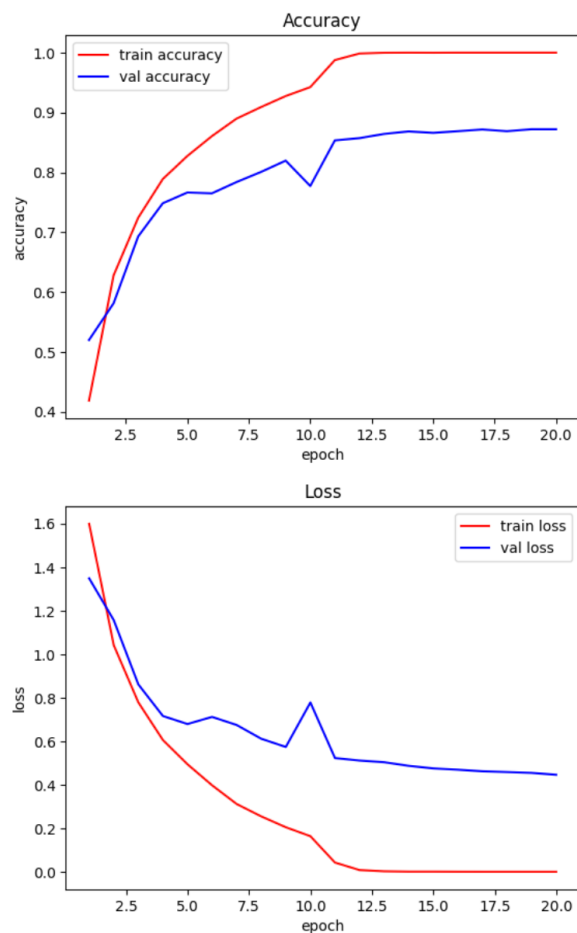 Accuracy
train accuracy
val accuracy
1.0
0.9
0.8
0.7
0.6
0.5
0.4
accuracy
2.5 5.0 7.5 10.0 12.5 15.0 17.5 20.0
epoch
Loss
train loss
val loss
1.6
1.4
1.2
1.0
0.8
0.6
0.4
0.2
0.0
loss
2.5 5.0 7.5 10.0 12.5 15.0 17.5 20.0
epoch